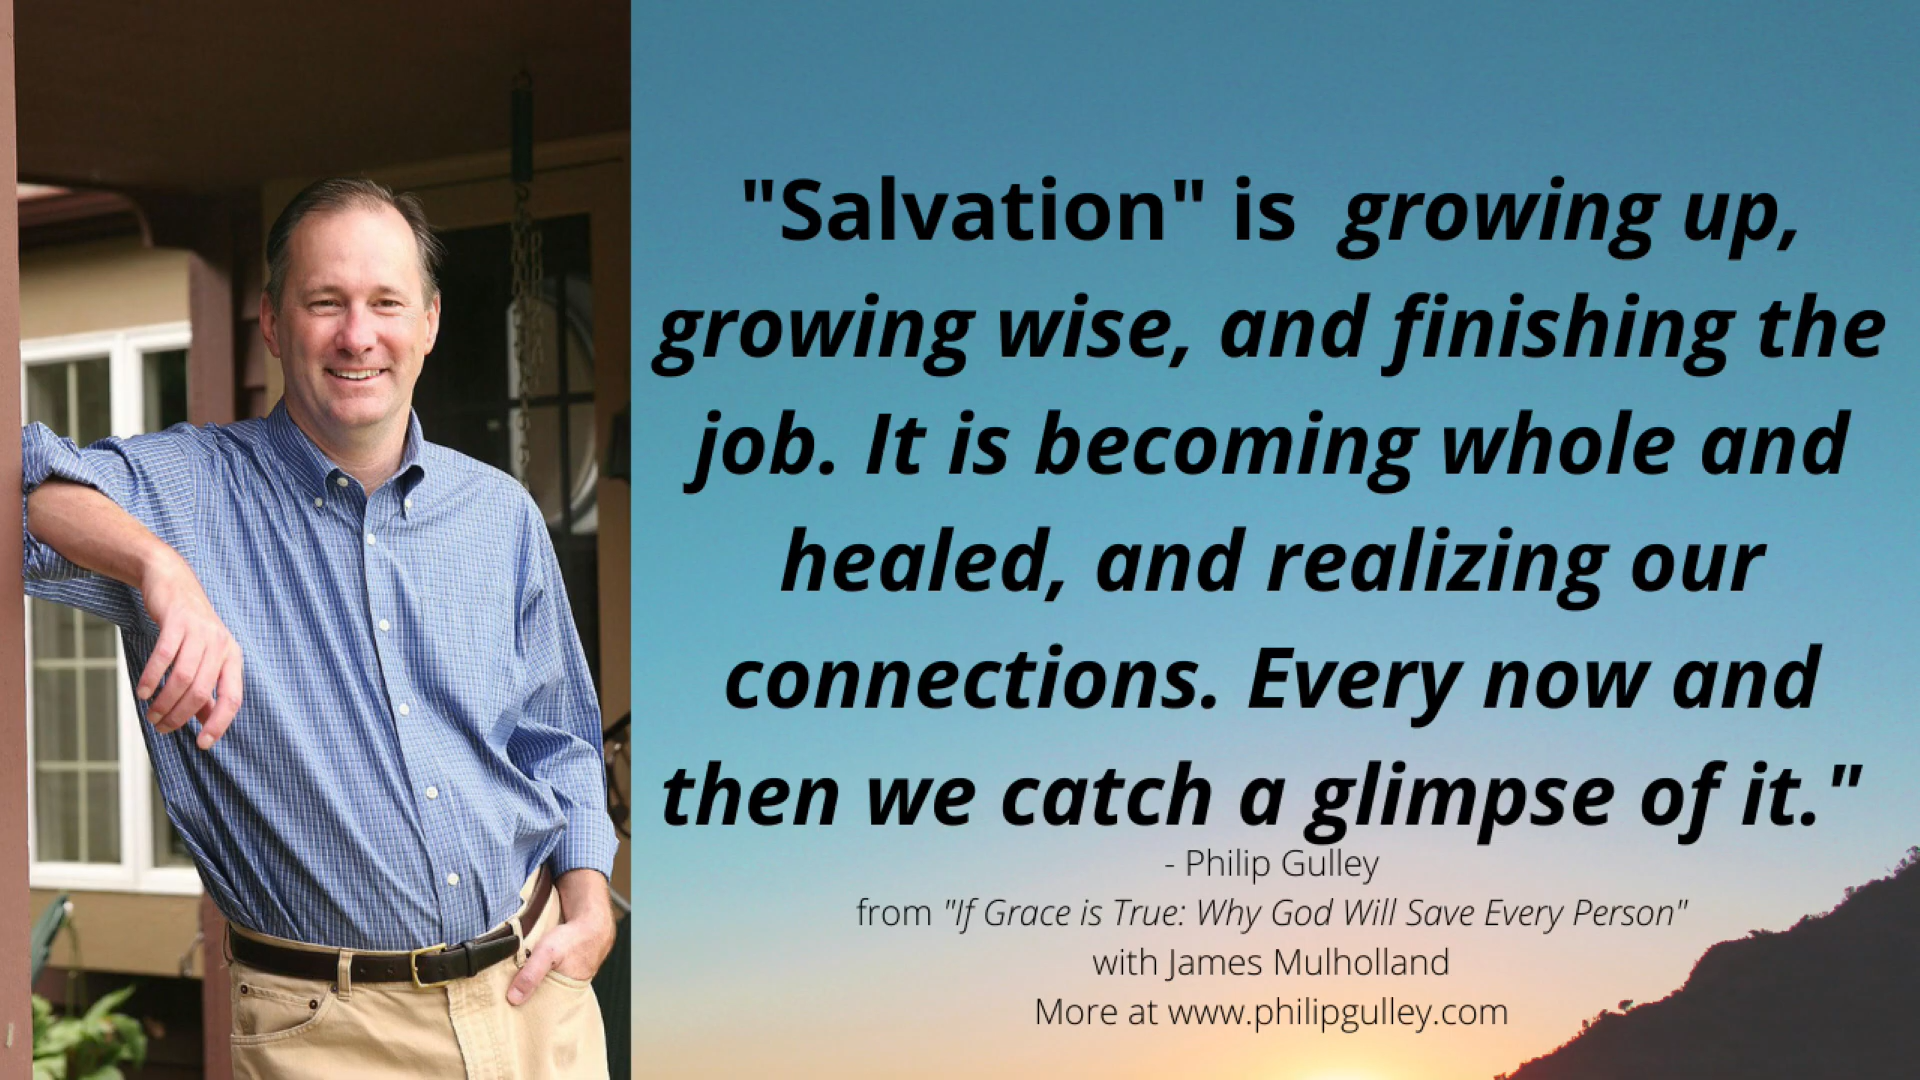 "Salvation" is growing up,
growing wise, and finishing the
job. It is becoming whole and
healed, and realizing our
connections. Every now and
then we catch a glimpse of it."
- Philip Gulley
from "If Grace is True: Why God Will Save Every Person"
with James Mulholland
More at www.philipgulley.com